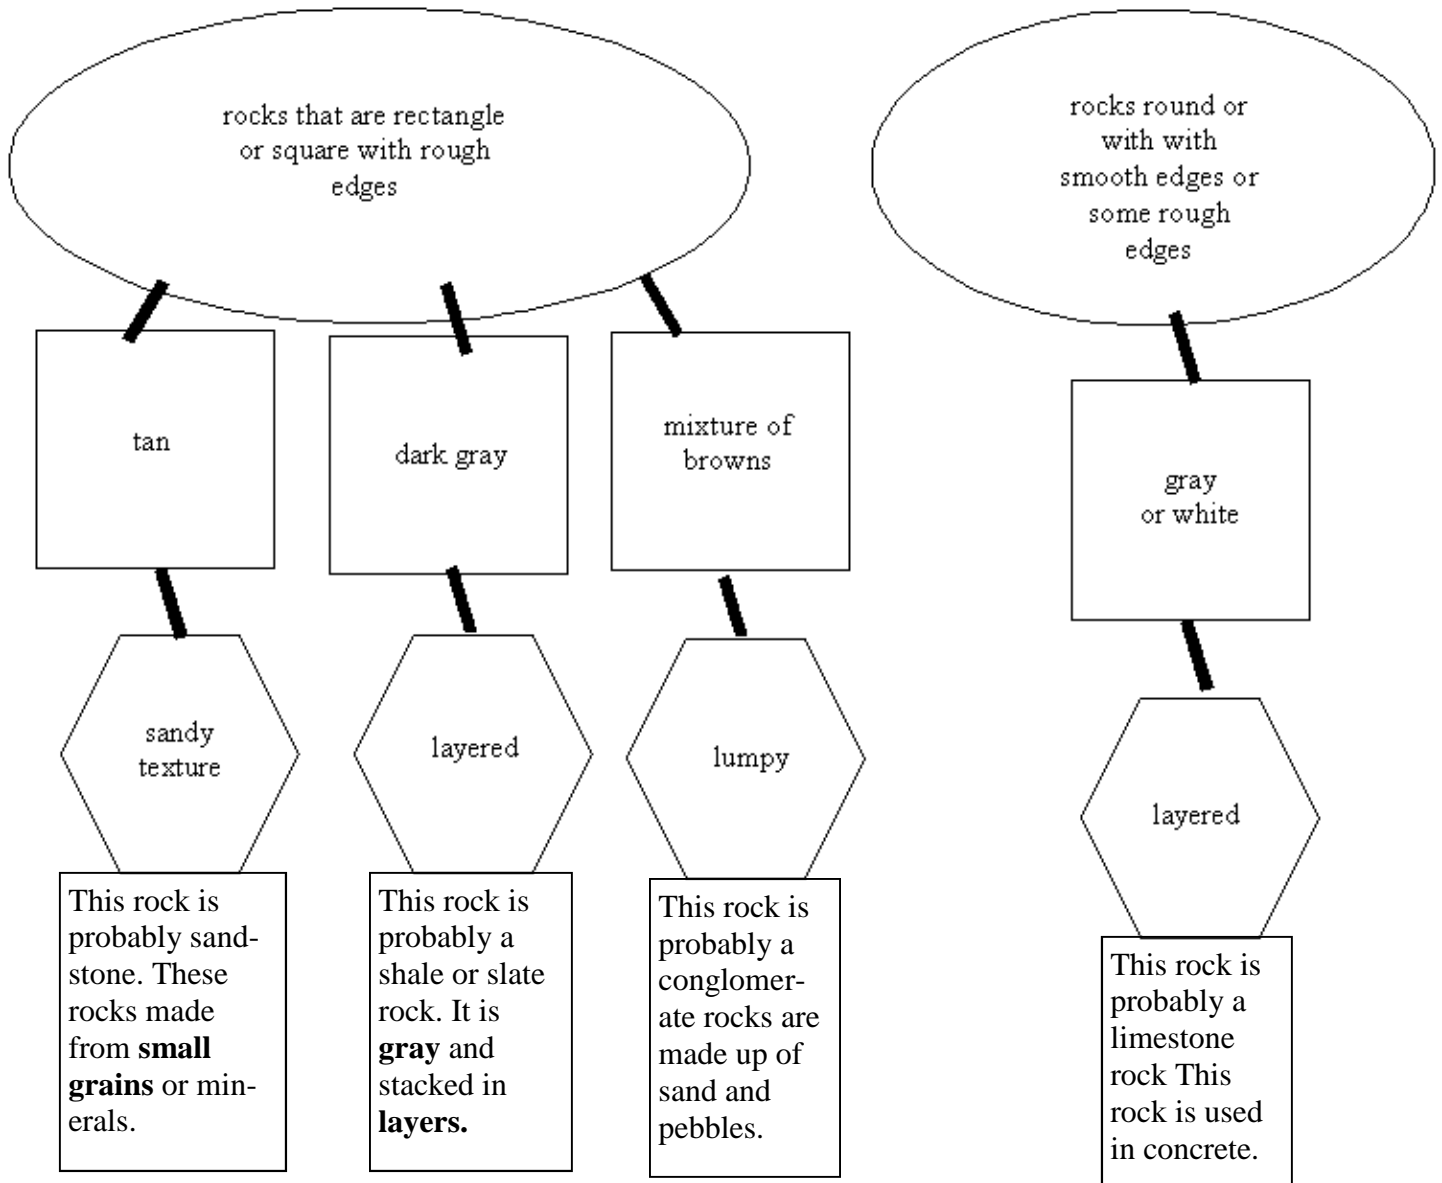 rocks that are rectangle
or square with rough
edges
rocks round or
with with
smooth edges or
some rough
edges
tan
dark gray
mixture of
browns
gray
or white
sandy
texture
layered
lumpy
layered
This rock is
probably sand-
stone. These
rocks made
from small
grains or min-
erals.
This rock is
probably a
shale or slate
rock. It is
gray and
stacked in
layers.
This rock is
probably a
conglomer-
ate rocks are
made up of
sand and
pebbles.
This rock is
probably a
limestone
rock This
rock is used
in concrete.